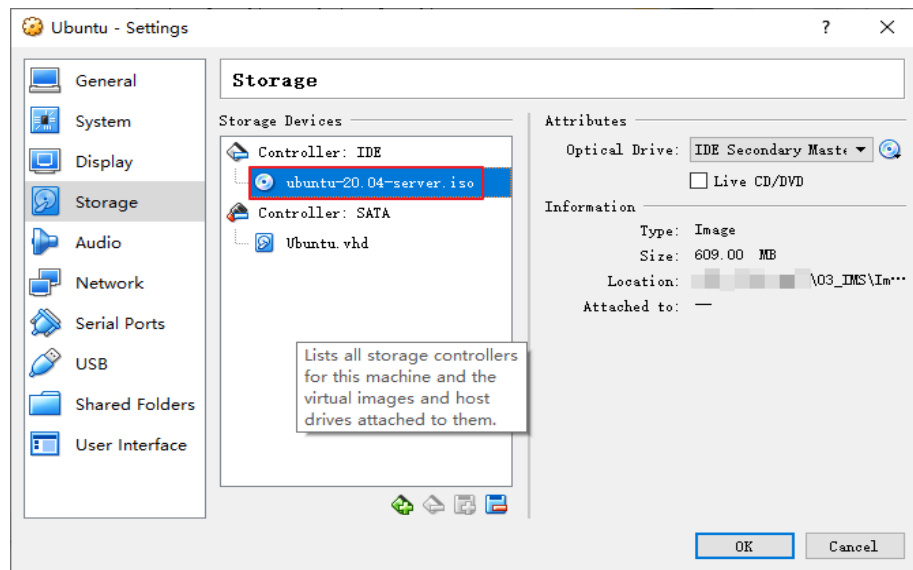 Ubuntu - Settings
?
General
System
Display
Storage
Audio
Network
Serial Ports
USB
Shared Folders
User Interface
Storage
Storage Devices
Controller: IDE
ubuntu-20.04-server.iso
Controller: SATA
Ubuntu.vhd
Lists all storage controllers
for this machine and the
virtual images and host
drives attached to them.
Attributes
Optical Drive: IDE Secondary Maste
Live CD/DVD
Information
Type: Image
Size: 609.00 MB
Location: \03_IMS\Im...
Attached to: —
OK Cancel